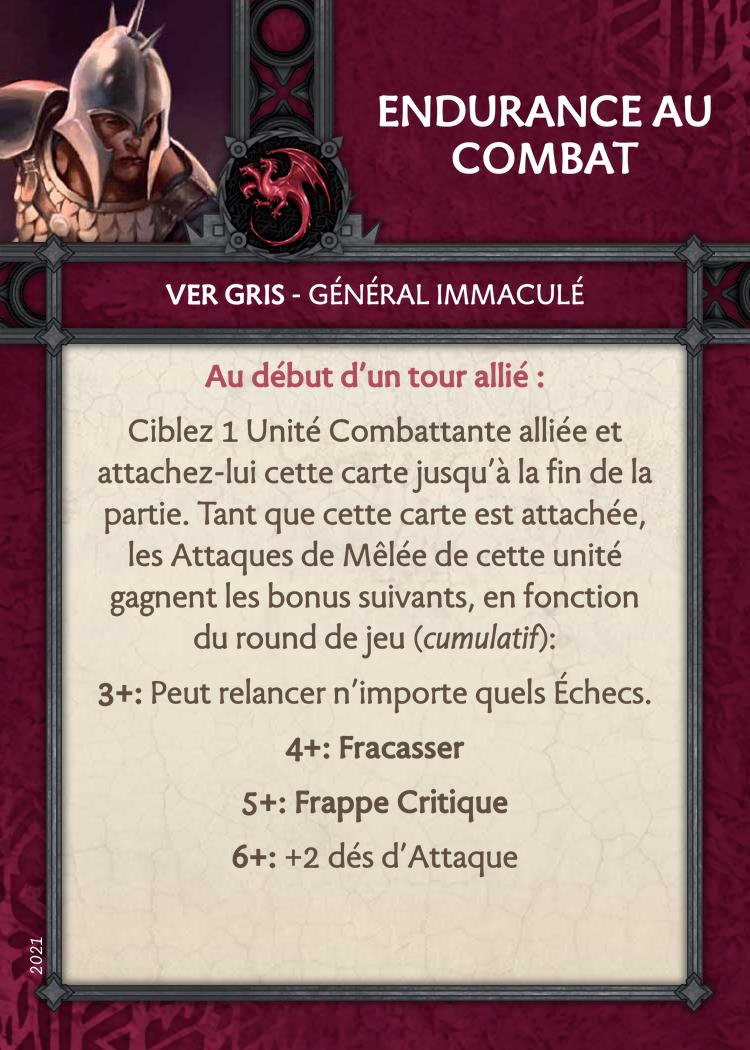 ENDURANCE AU
COMBAT
VER GRIS - GÉNÉRAL IMMACULÉ
Au début d'un tour allié :
Ciblez 1 Unité Combattante alliée et
attachez-lui cette carte jusqu'à la fin de la
partie. Tant que cette carte est attachée,
les Attaques de Mêlée de cette unité
gagnent les bonus suivants, en fonction
du round de jeu (cumulatif):
3+: Peut relancer n'importe quels Échecs.
4+: Fracasser
5+: Frappe Critique
6+: +2 dés d'Attaque
2021